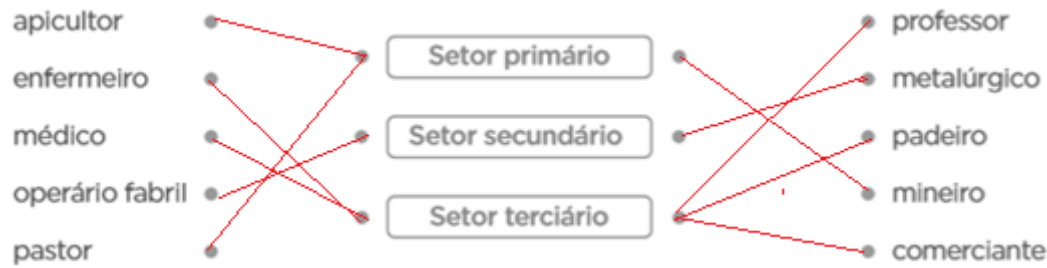 apicultor
enfermeiro
médico
operário fabril
pastor
Setor primário
Setor secundário
Setor terciário
professor
metalúrgico
padeiro
mineiro
comerciante